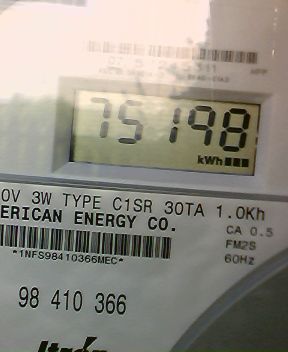 75198
kWh
0V 3W TYPE C1SR 30TA 1.0Kh
ERICAN ENERGY CO.
CA 0.5
FM2S
60Hz
*1NFS98410366MEC*
98 410 366
Itrón